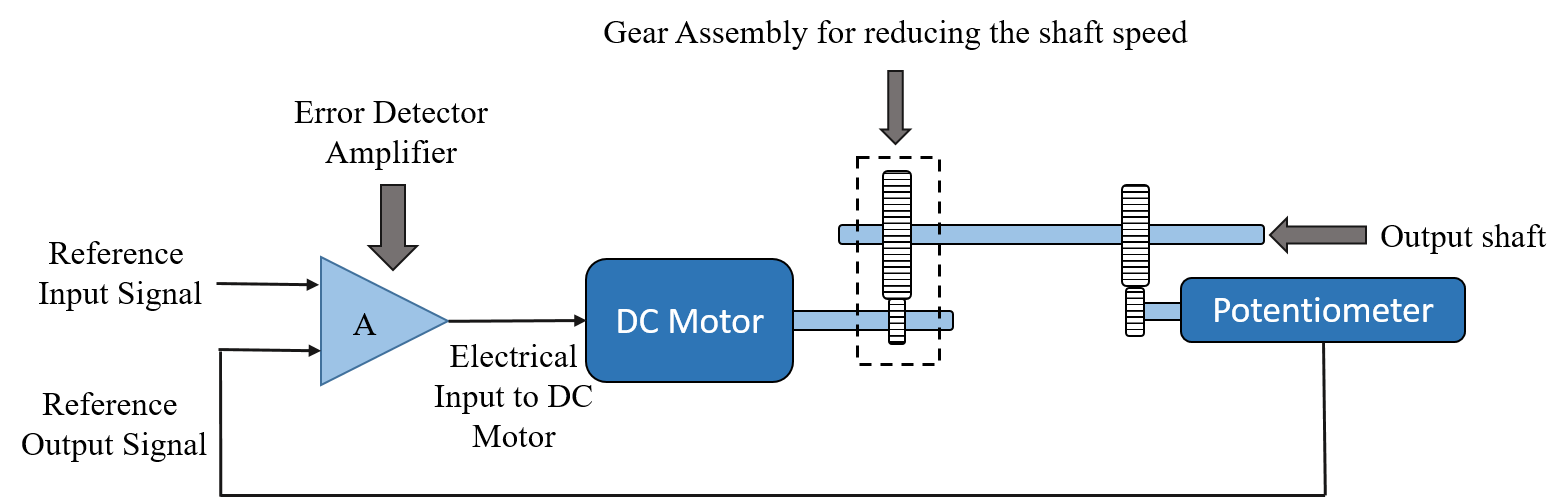 Gear Assembly for reducing the shaft speed
Error Detector
Amplifier
Reference
Input Signal
A
DC Motor
Output shaft
Potentiometer
Electrical
Input to DC
Motor
Reference
Output Signal